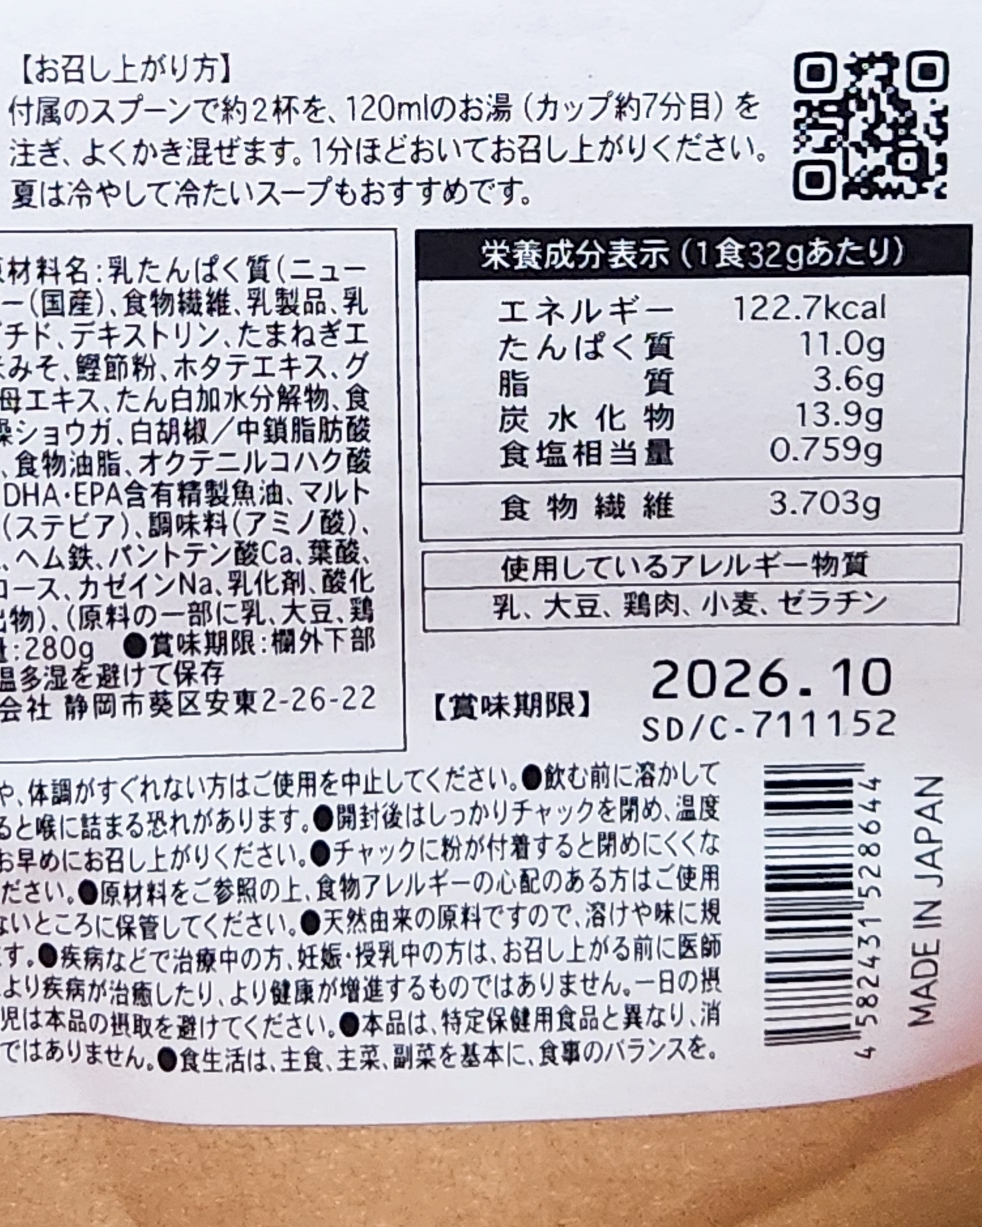 【お召し上がり方】
付属のスプーンで約2杯を、120mlのお湯（カップ約7分目）を
注ぎ、よくかき混ぜます。1分ほどおいてお召し上がりください。
夏は冷やして冷たいスープもおすすめです。
材料名：乳たんぱく質（ニュー
ー（国産）、食物繊維、乳製品、乳
チド、デキストリン、たまねぎエ
みそ、鰹節粉、ホタテエキス、グ
母エキス、たん白加水分解物、食
燥ショウガ、白胡椒／中鎖脂肪酸
、食物油脂、オクテニルコハク酸
DHA・EPA含有精製魚油、マルト
（ステビア）、調味料（アミノ酸）、
、ヘム鉄、パントテン酸Ca、葉酸、
コース、カゼインNa、乳化剤、酸化
物）、（原料の一部に乳、大豆、鶏
：280g ●賞味期限：欄外下部
温多湿を避けて保存
会社 静岡市葵区安東2-26-22
栄養成分表示（1食32gあたり）
エネルギー 122.7kcal
たんぱく質 11.0g
脂質 3.6g
炭水化物 13.9g
食塩相当量 0.759g
食物繊維 3.703g
使用しているアレルギー物質
乳、大豆、鶏肉、小麦、ゼラチン
【賞味期限】 2026.10
SD/C-711152
や、体調がすぐれない方はご使用を中止してください。●飲む前に溶かして
ると喉に詰まる恐れがあります。●開封後はしっかりチャックを閉め、温度
お早めにお召し上がりください。●チャックに粉が付着すると閉めにくくな
ださい。●原材料をご参照の上、食物アレルギーの心配のある方はご使用
ないところに保管してください。●天然由来の原料ですので、溶けや味に規
す。●疾病などで治療中の方、妊娠・授乳中の方は、お召し上がる前に医師
より疾病が治癒したり、より健康が増進するものではありません。一日の摂
児は本品の摂取を避けてください。●本品は、特定保健用食品と異なり、消
ではありません。●食生活は、主食、主菜、副菜を基本に、食事のバランスを。
4 582431 528644
MADE IN JAPAN